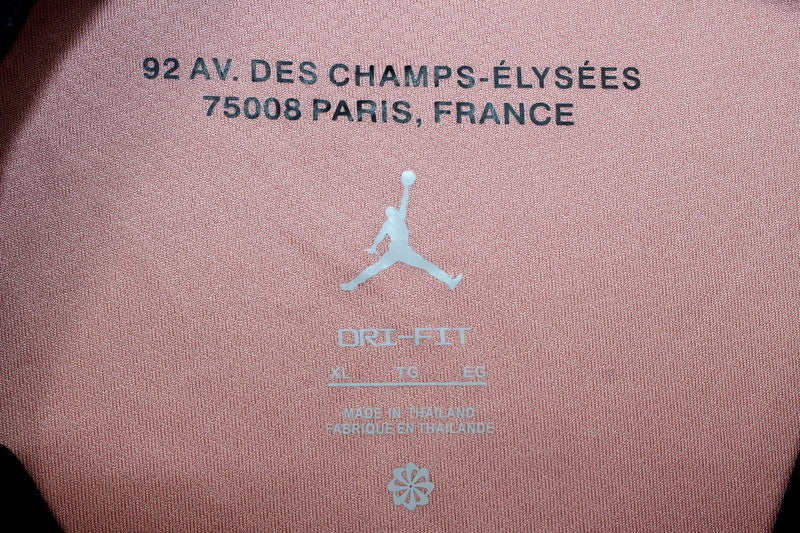 92 AV. DES CHAMPS-ÉLYSÉES
75008 PARIS, FRANCE
DRI-FIT
XL TG EG
MADE IN THAILAND
FABRIQUE EN THAILANDE